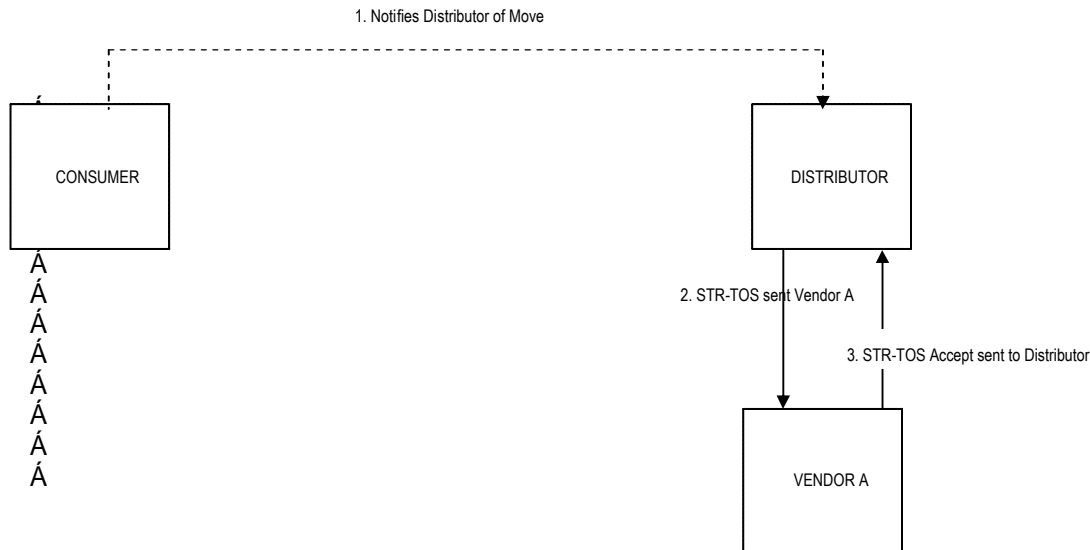 1. Notifies Distributor of Move
CONSUMER
DISTRIBUTOR
Á
Á
Á
Á
Á
Á
Á
Á
2. STR-TOS sent Vendor A
3. STR-TOS Accept sent to Distributor
VENDOR A